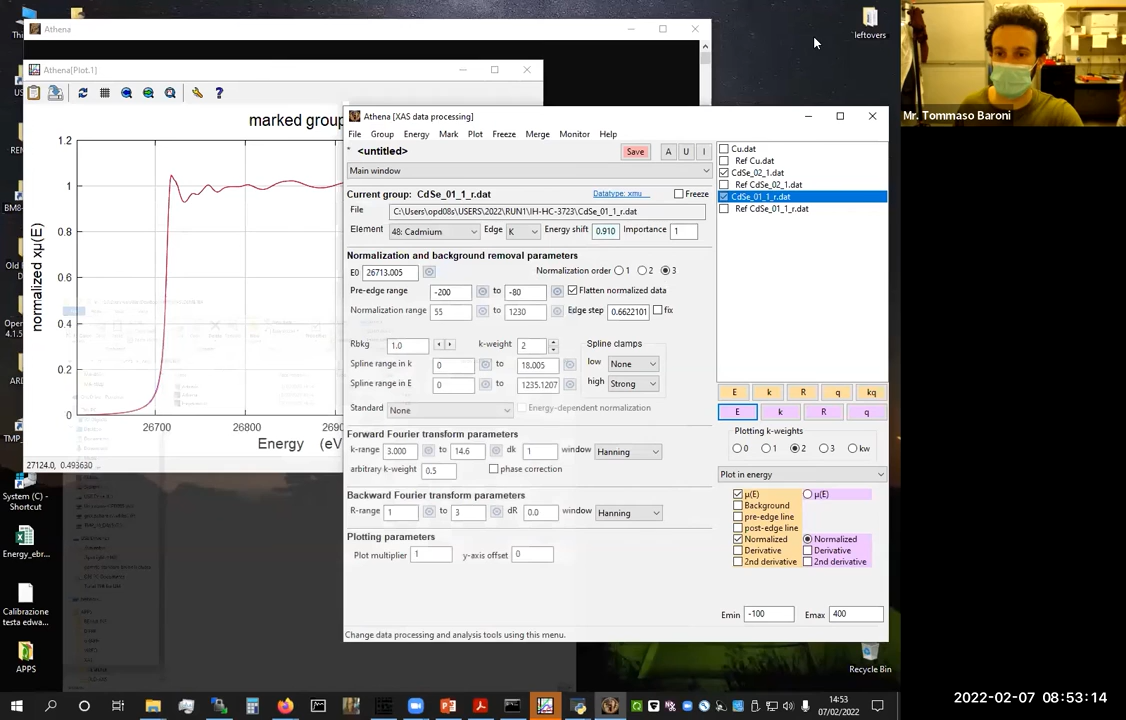 Athena
Athena[Plot.1]
marked group
normalized xμ(E)
1.2
1
0.8
0.6
0.4
0.2
0
26700
26800
2690
Energy (eV
27124.0, 0.493630
Athena [XAS data processing]
File Group Energy Mark Plot Freeze Merge Monitor Help
* <untitled>
Save
A U I
Main window
Current group: CdSe_01_1_r.dat
Datatype: xmu
Freeze
File C:\Users\opd08s\USERS\2022\RUN1\IH-HC-3723\CdSe_01_1_r.dat
Element 48: Cadmium Edge K Energy shift 0.910 Importance 1
Normalization and background removal parameters
E0 26713.005 Normalization order 1 2 3
Pre-edge range -200 to -80 Flatten normalized data
Normalization range 55 to 1230 Edge step 0.6622101 fix
Rbkg 1.0 k-weight 2 Spline clamps
Spline range in k 0 to 18.005 low None
Spline range in E 0 to 1235.1207 high Strong
Standard None Energy-dependent normalization
Forward Fourier transform parameters
k-range 3.000 to 14.6 dk 1 window Hanning
arbitrary k-weight 0.5 phase correction
Backward Fourier transform parameters
R-range 1 to 3 dR 0.0 window Hanning
Plotting parameters
Plot multiplier 1 y-axis offset 0
Change data processing and analysis tools using this menu.
Cu.dat
Ref Cu.dat
CdSe_02_1.dat
Ref CdSe_02_1.dat
CdSe_01_1_r.dat
Ref CdSe_01_1_r.dat
E k R q kq
E k R q
Plotting k-weights
0 1 2 3 kw
Plot in energy
μ(E) μ(E)
Background
pre-edge line
post-edge line
Normalized Normalized
Derivative Derivative
2nd derivative 2nd derivative
Emin -100 Emax 400
leftovers
Mr. Tommaso Baroni
System (C) -
Shortcut
Energy_ebr...
Calibrazione
testa edwa...
APPS
Recycle Bin
14:53
07/02/2022
2022-02-07 08:53:14